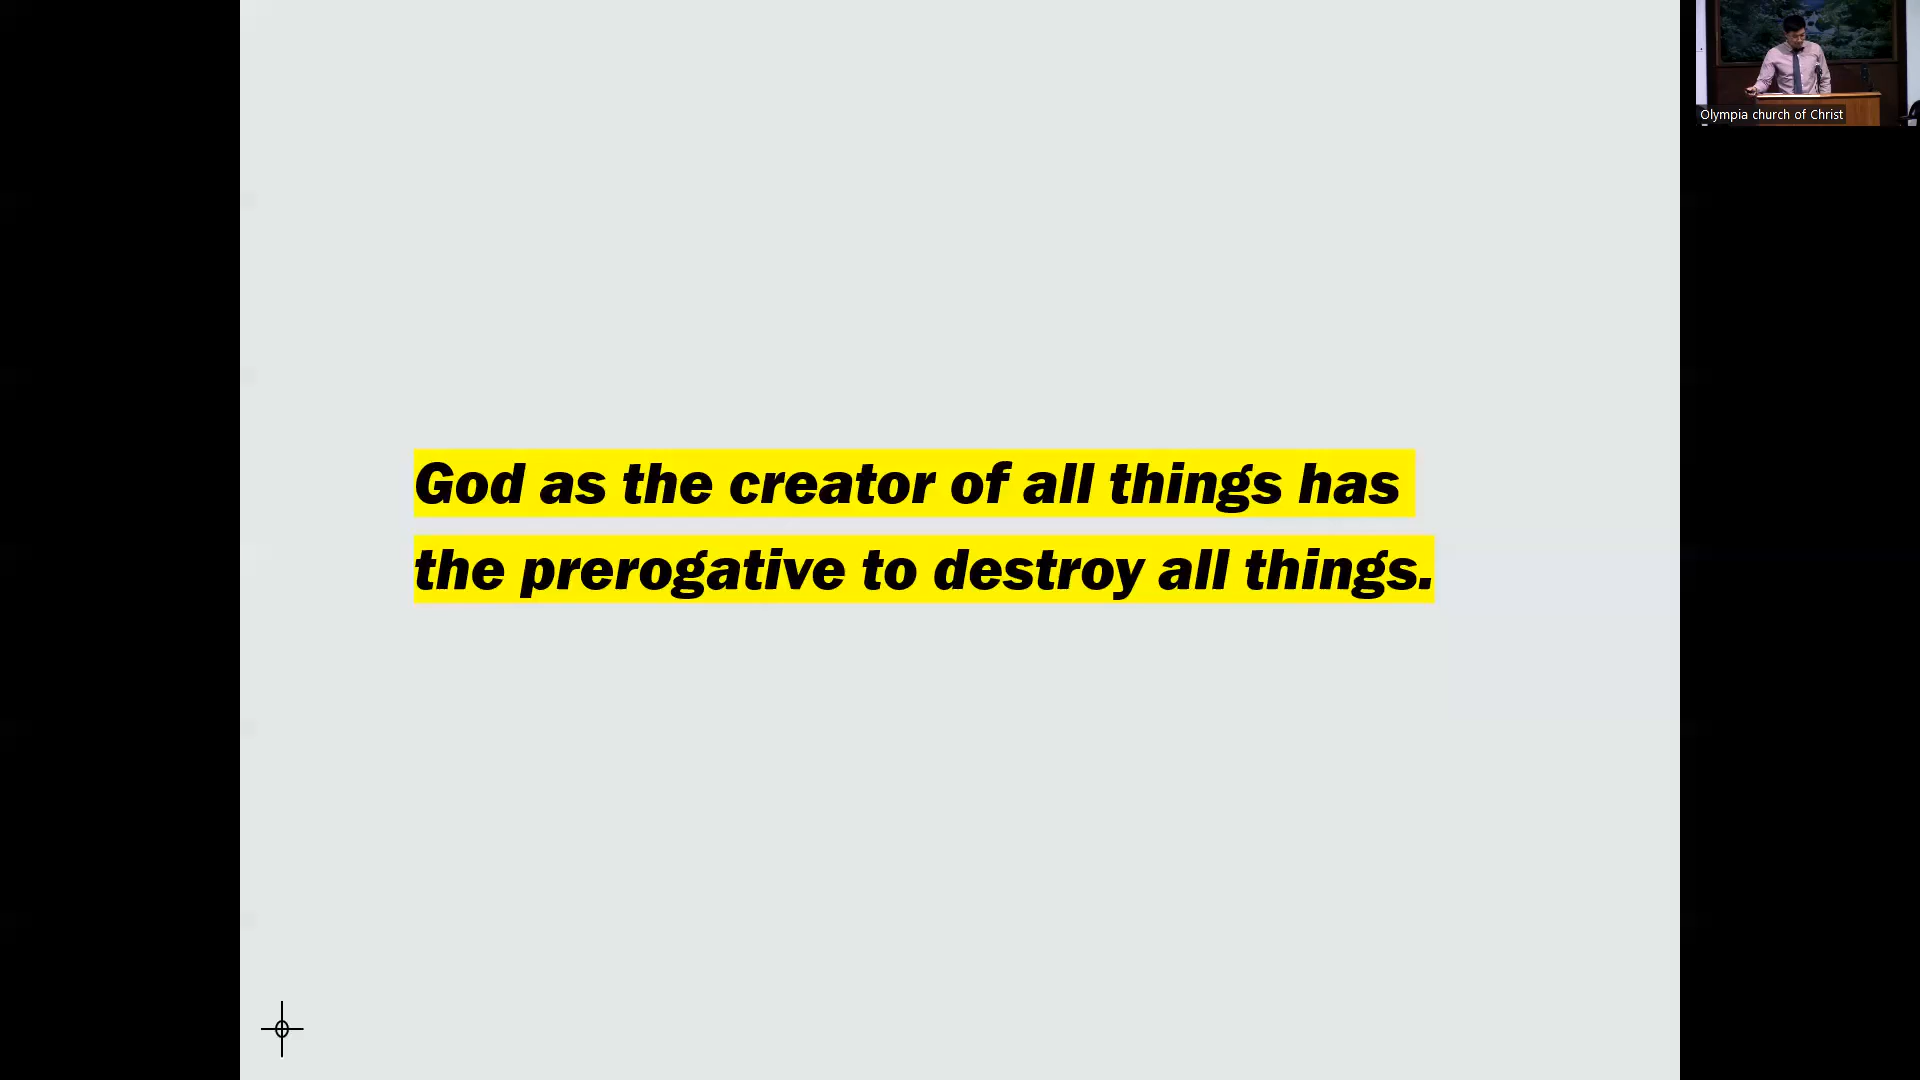 God as the creator of all things has
the prerogative to destroy all things.
Olympia church of Christ